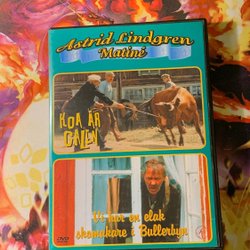 Astrid Lindgren
Matiné
KOA ÄR
GALEN
DVD
Vi har en elak
skomakare i Bullerbyn